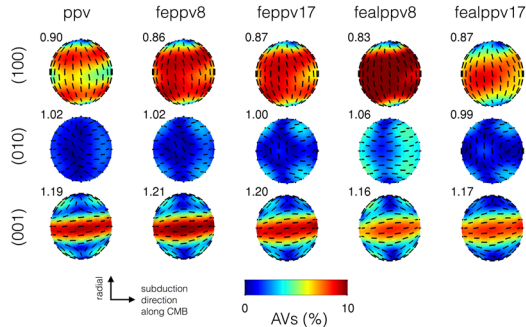 ppv feppv8 feppv17 fealppv8 fealppv17
(100) 0.90 0.86 0.87 0.83 0.87
(010) 1.02 1.02 1.00 1.06 0.99
(001) 1.19 1.21 1.20 1.16 1.17
radial
subduction
direction
along CMB
0 10
AVs (%)